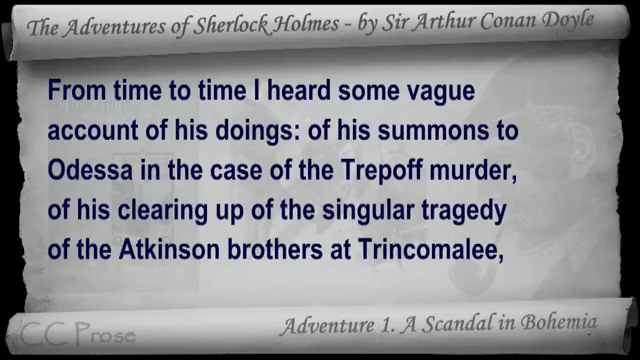 The Adventures of Sherlock Holmes - by Sir Arthur Conan Doyle
From time to time I heard some vague
account of his doings: of his summons to
Odessa in the case of the Trepoff murder,
of his clearing up of the singular tragedy
of the Atkinson brothers at Trincomalee,
Adventure 1. A Scandal in Bohemia
CC Prose